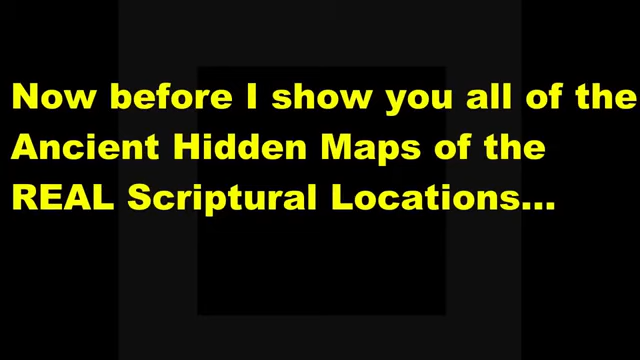 Now before I show you all of the
Ancient Hidden Maps of the
REAL Scriptural Locations...